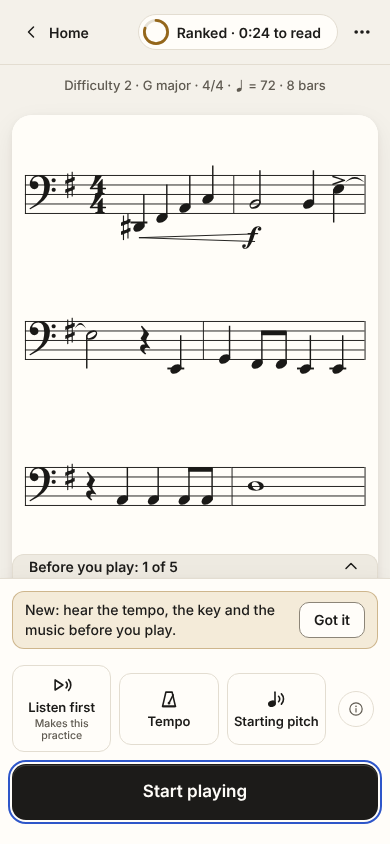 Home
Ranked · 0:24 to read
Difficulty 2 · G major · 4/4 · ♩ = 72 · 8 bars
4
4
f
Before you play: 1 of 5
New: hear the tempo, the key and the
music before you play.
Got it
Listen first
Makes this
practice
Tempo
Starting pitch
Start playing